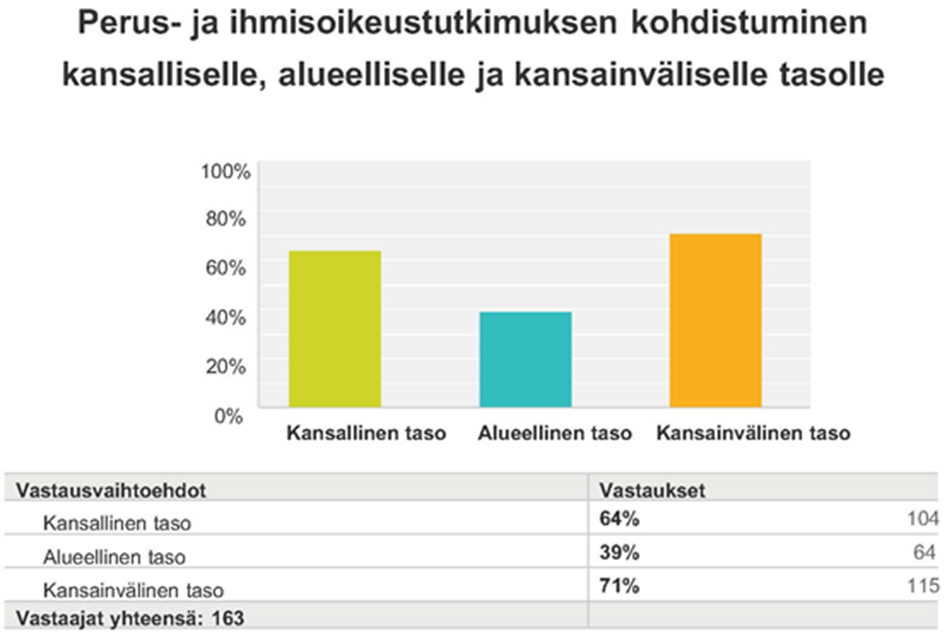 Perus- ja ihmisoikeustutkimuksen kohdistuminen
kansalliselle, alueelliselle ja kansainväliselle tasolle
100%
80%
60%
40%
20%
0%
Kansallinen taso Alueellinen taso Kansainvälinen taso
Vastausvaihtoehdot Vastaukset
Kansallinen taso 64% 104
Alueellinen taso 39% 64
Kansainvälinen taso 71% 115
Vastaajat yhteensä: 163